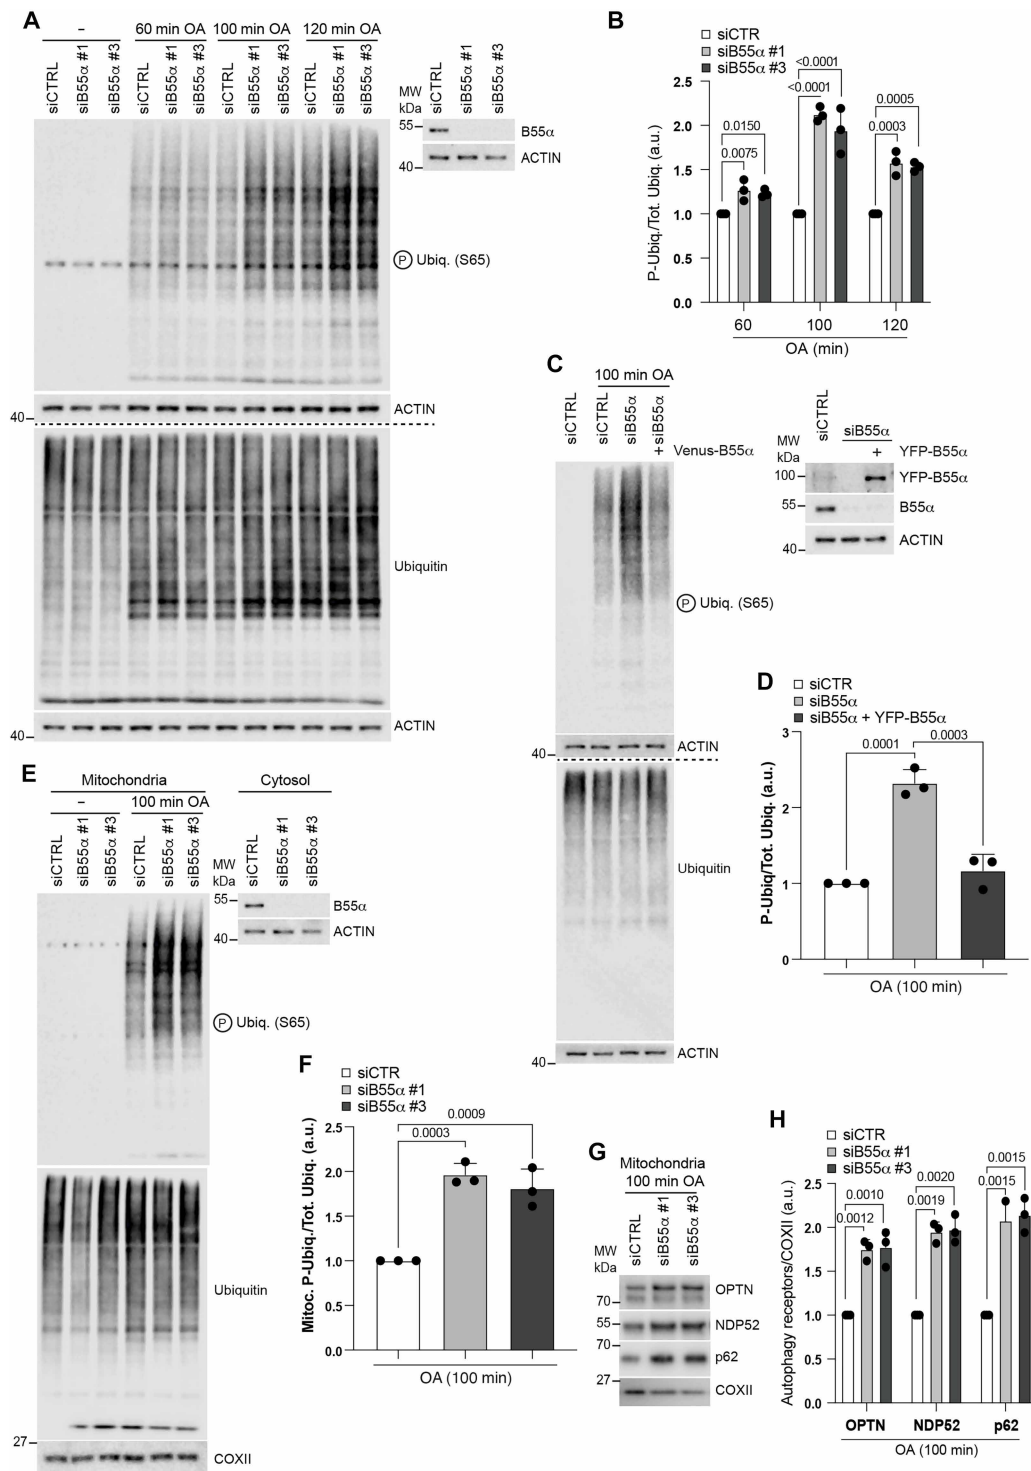 A
–
60 min OA
100 min OA
120 min OA
siCTRL
siB55α #1
siB55α #3
siCTRL
siB55α #1
siB55α #3
siCTRL
siB55α #1
siB55α #3
siCTRL
siB55α #1
siB55α #3
MW
kDa
siCTRL
siB55α #1
siB55α #3
55
40
B55α
ACTIN
P Ubiq. (S65)
40
ACTIN
Ubiquitin
40
ACTIN
B
siCTR
siB55α #1
siB55α #3
P-Ubiq./Tot. Ubiq. (a.u.)
2.5
2.0
1.5
1.0
0.5
0.0
0.0150
0.0075
<0.0001
<0.0001
0.0005
0.0003
60
100
120
OA (min)
C
100 min OA
siCTRL
siCTRL
siB55α
siB55α
+
Venus-B55α
P Ubiq. (S65)
40
ACTIN
Ubiquitin
40
ACTIN
siCTRL
siB55α
MW
kDa
+
YFP-B55α
100
YFP-B55α
55
B55α
40
ACTIN
D
siCTR
siB55α
siB55α + YFP-B55α
P-Ubiq/Tot. Ubiq. (a.u.)
3
2
1
0
0.0001
0.0003
OA (100 min)
E
Mitochondria
Cytosol
–
100 min OA
siCTRL
siB55α #1
siB55α #3
siCTRL
siB55α #1
siB55α #3
MW
kDa
siCTRL
siB55α #1
siB55α #3
55
40
B55α
ACTIN
P Ubiq. (S65)
Ubiquitin
27
COXII
F
siCTR
siB55α #1
siB55α #3
Mitoc. P-Ubiq./Tot. Ubiq. (a.u.)
2.5
2.0
1.5
1.0
0.5
0.0
0.0009
0.0003
OA (100 min)
G
Mitochondria
100 min OA
siCTRL
siB55α #1
siB55α #3
MW
kDa
70
OPTN
55
NDP52
70
p62
27
COXII
H
siCTR
siB55α #1
siB55α #3
Autophagy receptors/COXII (a.u.)
2.5
2.0
1.5
1.0
0.5
0.0
0.0010
0.0012
0.0020
0.0019
0.0015
0.0015
OPTN
NDP52
p62
OA (100 min)